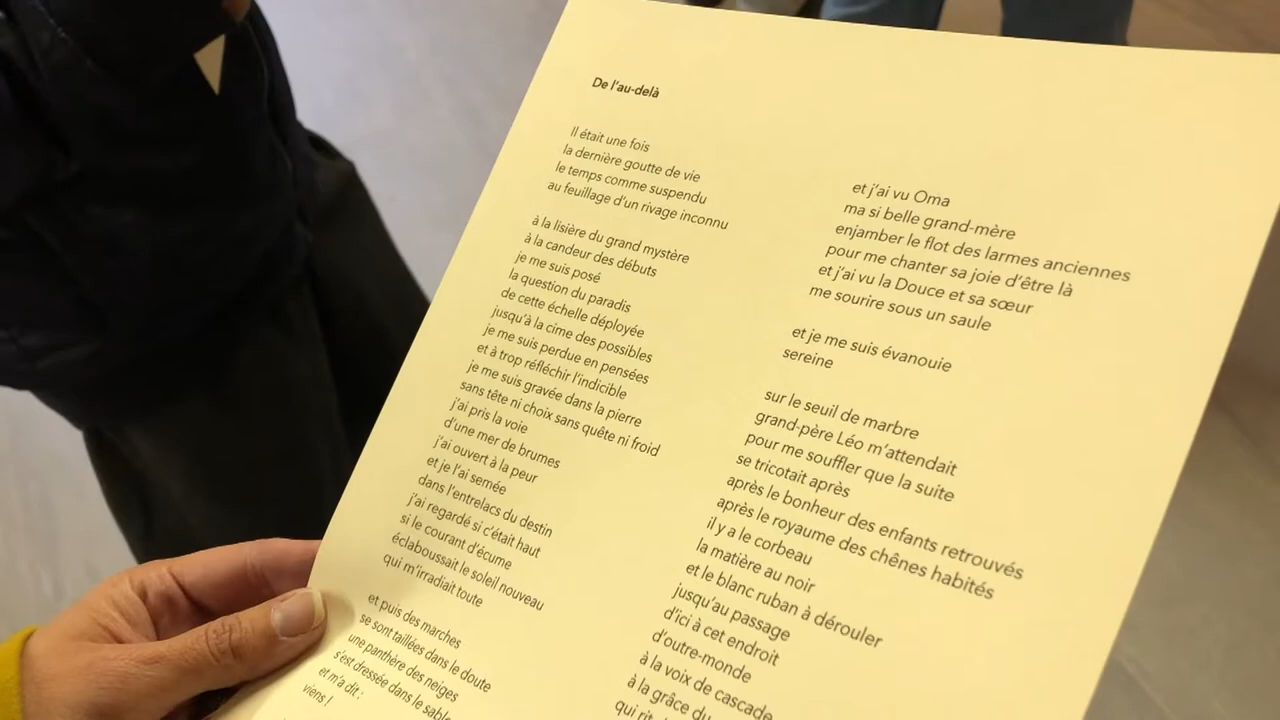 De l'au-delà
Il était une fois
la dernière goutte de vie
le temps comme suspendu
au feuillage d'un rivage inconnu
à la lisière du grand mystère
à la candeur des débuts
je me suis posé
la question du paradis
de cette échelle déployée
jusqu'à la cime des possibles
je me suis perdue en pensées
et à trop réfléchir l'indicible
je me suis gravée dans la pierre
sans tête ni choix sans quête ni froid
j'ai pris la voie
d'une mer de brumes
j'ai ouvert à la peur
et je l'ai semée
dans l'entrelacs du destin
j'ai regardé si c'était haut
si le courant d'écume
éclaboussait le soleil nouveau
qui m'irradiait toute
et puis des marches
se sont taillées dans le doute
une panthère des neiges
s'est dressée dans le sable
et m'a dit :
viens !
et j'ai vu Oma
ma si belle grand-mère
enjamber le flot des larmes anciennes
pour me chanter sa joie d'être là
et j'ai vu la Douce et sa sœur
me sourire sous un saule
et je me suis évanouie
sereine
sur le seuil de marbre
grand-père Léo m'attendait
pour me souffler que la suite
se tricotait après
après le bonheur des enfants retrouvés
après le royaume des chênes habités
il y a le corbeau
la matière au noir
et le blanc ruban à dérouler
jusqu'au passage
d'ici à cet endroit
d'outre-monde
à la voix de cascade
à la grâce du
qui